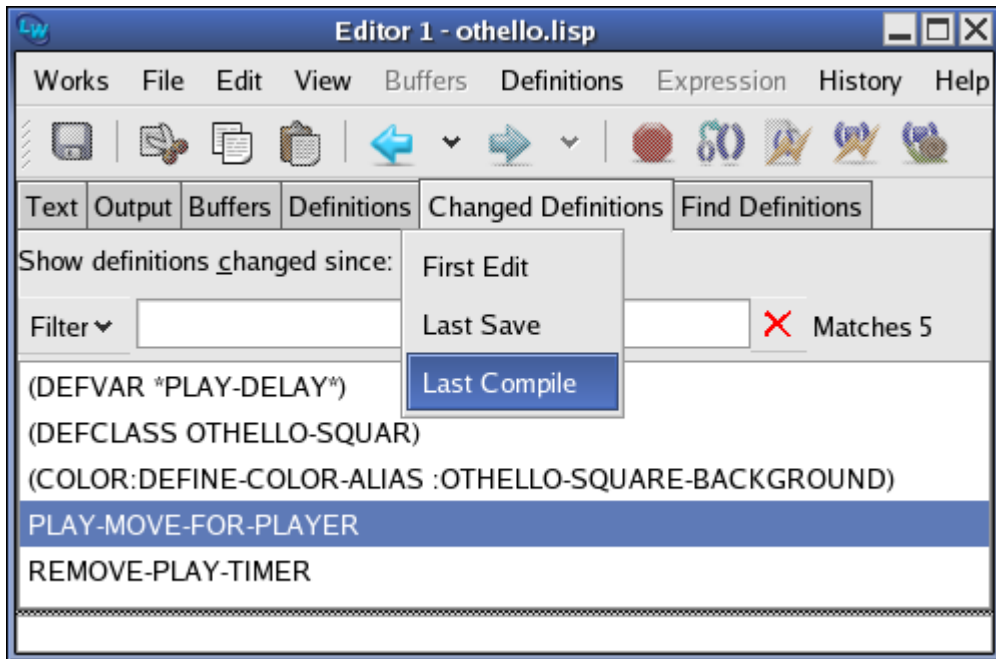 LW Editor 1 - othello.lisp
Works File Edit View Buffers Definitions Expression History Help
Text Output Buffers Definitions Changed Definitions Find Definitions
Show definitions changed since:
First Edit
Filter Last Save Matches 5
Last Compile
(DEFVAR *PLAY-DELAY*)
(DEFCLASS OTHELLO-SQUAR)
(COLOR:DEFINE-COLOR-ALIAS :OTHELLO-SQUARE-BACKGROUND)
PLAY-MOVE-FOR-PLAYER
REMOVE-PLAY-TIMER